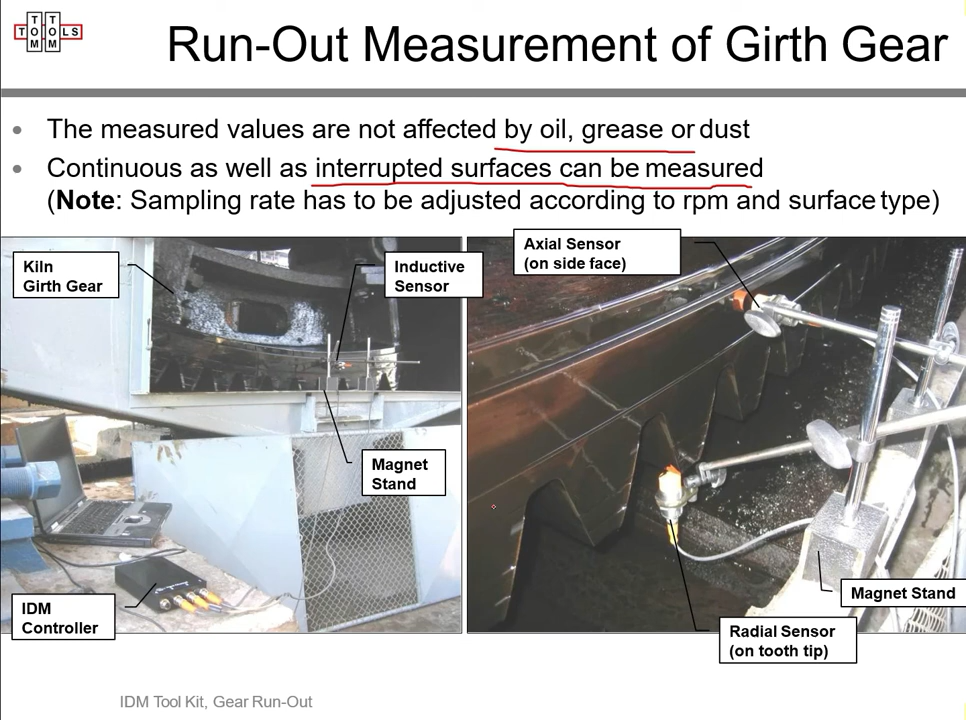 TOM
TOM
TOOLS
Run-Out Measurement of Girth Gear
• The measured values are not affected by oil, grease or dust
• Continuous as well as interrupted surfaces can be measured
(Note: Sampling rate has to be adjusted according to rpm and surface type)
Kiln
Girth Gear
Inductive
Sensor
Axial Sensor
(on side face)
Magnet
Stand
IDM
Controller
Magnet Stand
Radial Sensor
(on tooth tip)
IDM Tool Kit, Gear Run-Out